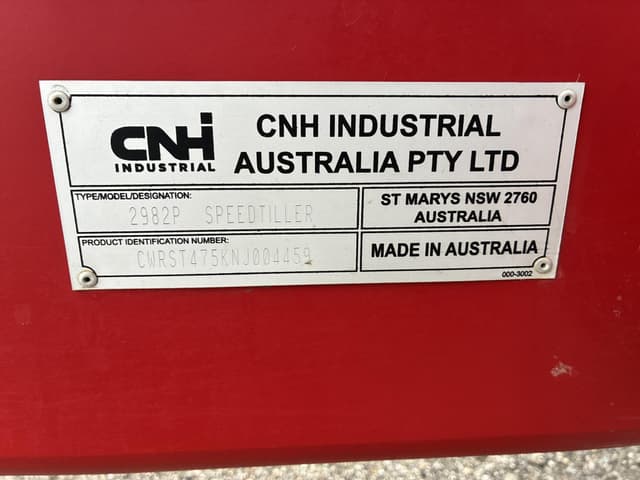 CNH
INDUSTRIAL
CNH INDUSTRIAL
AUSTRALIA PTY LTD
TYPE/MODEL/DESIGNATION:
2982P SPEEDTILLER
ST MARYS NSW 2760
AUSTRALIA
PRODUCT IDENTIFICATION NUMBER:
CWRST475KNJ004459
MADE IN AUSTRALIA
000-3002